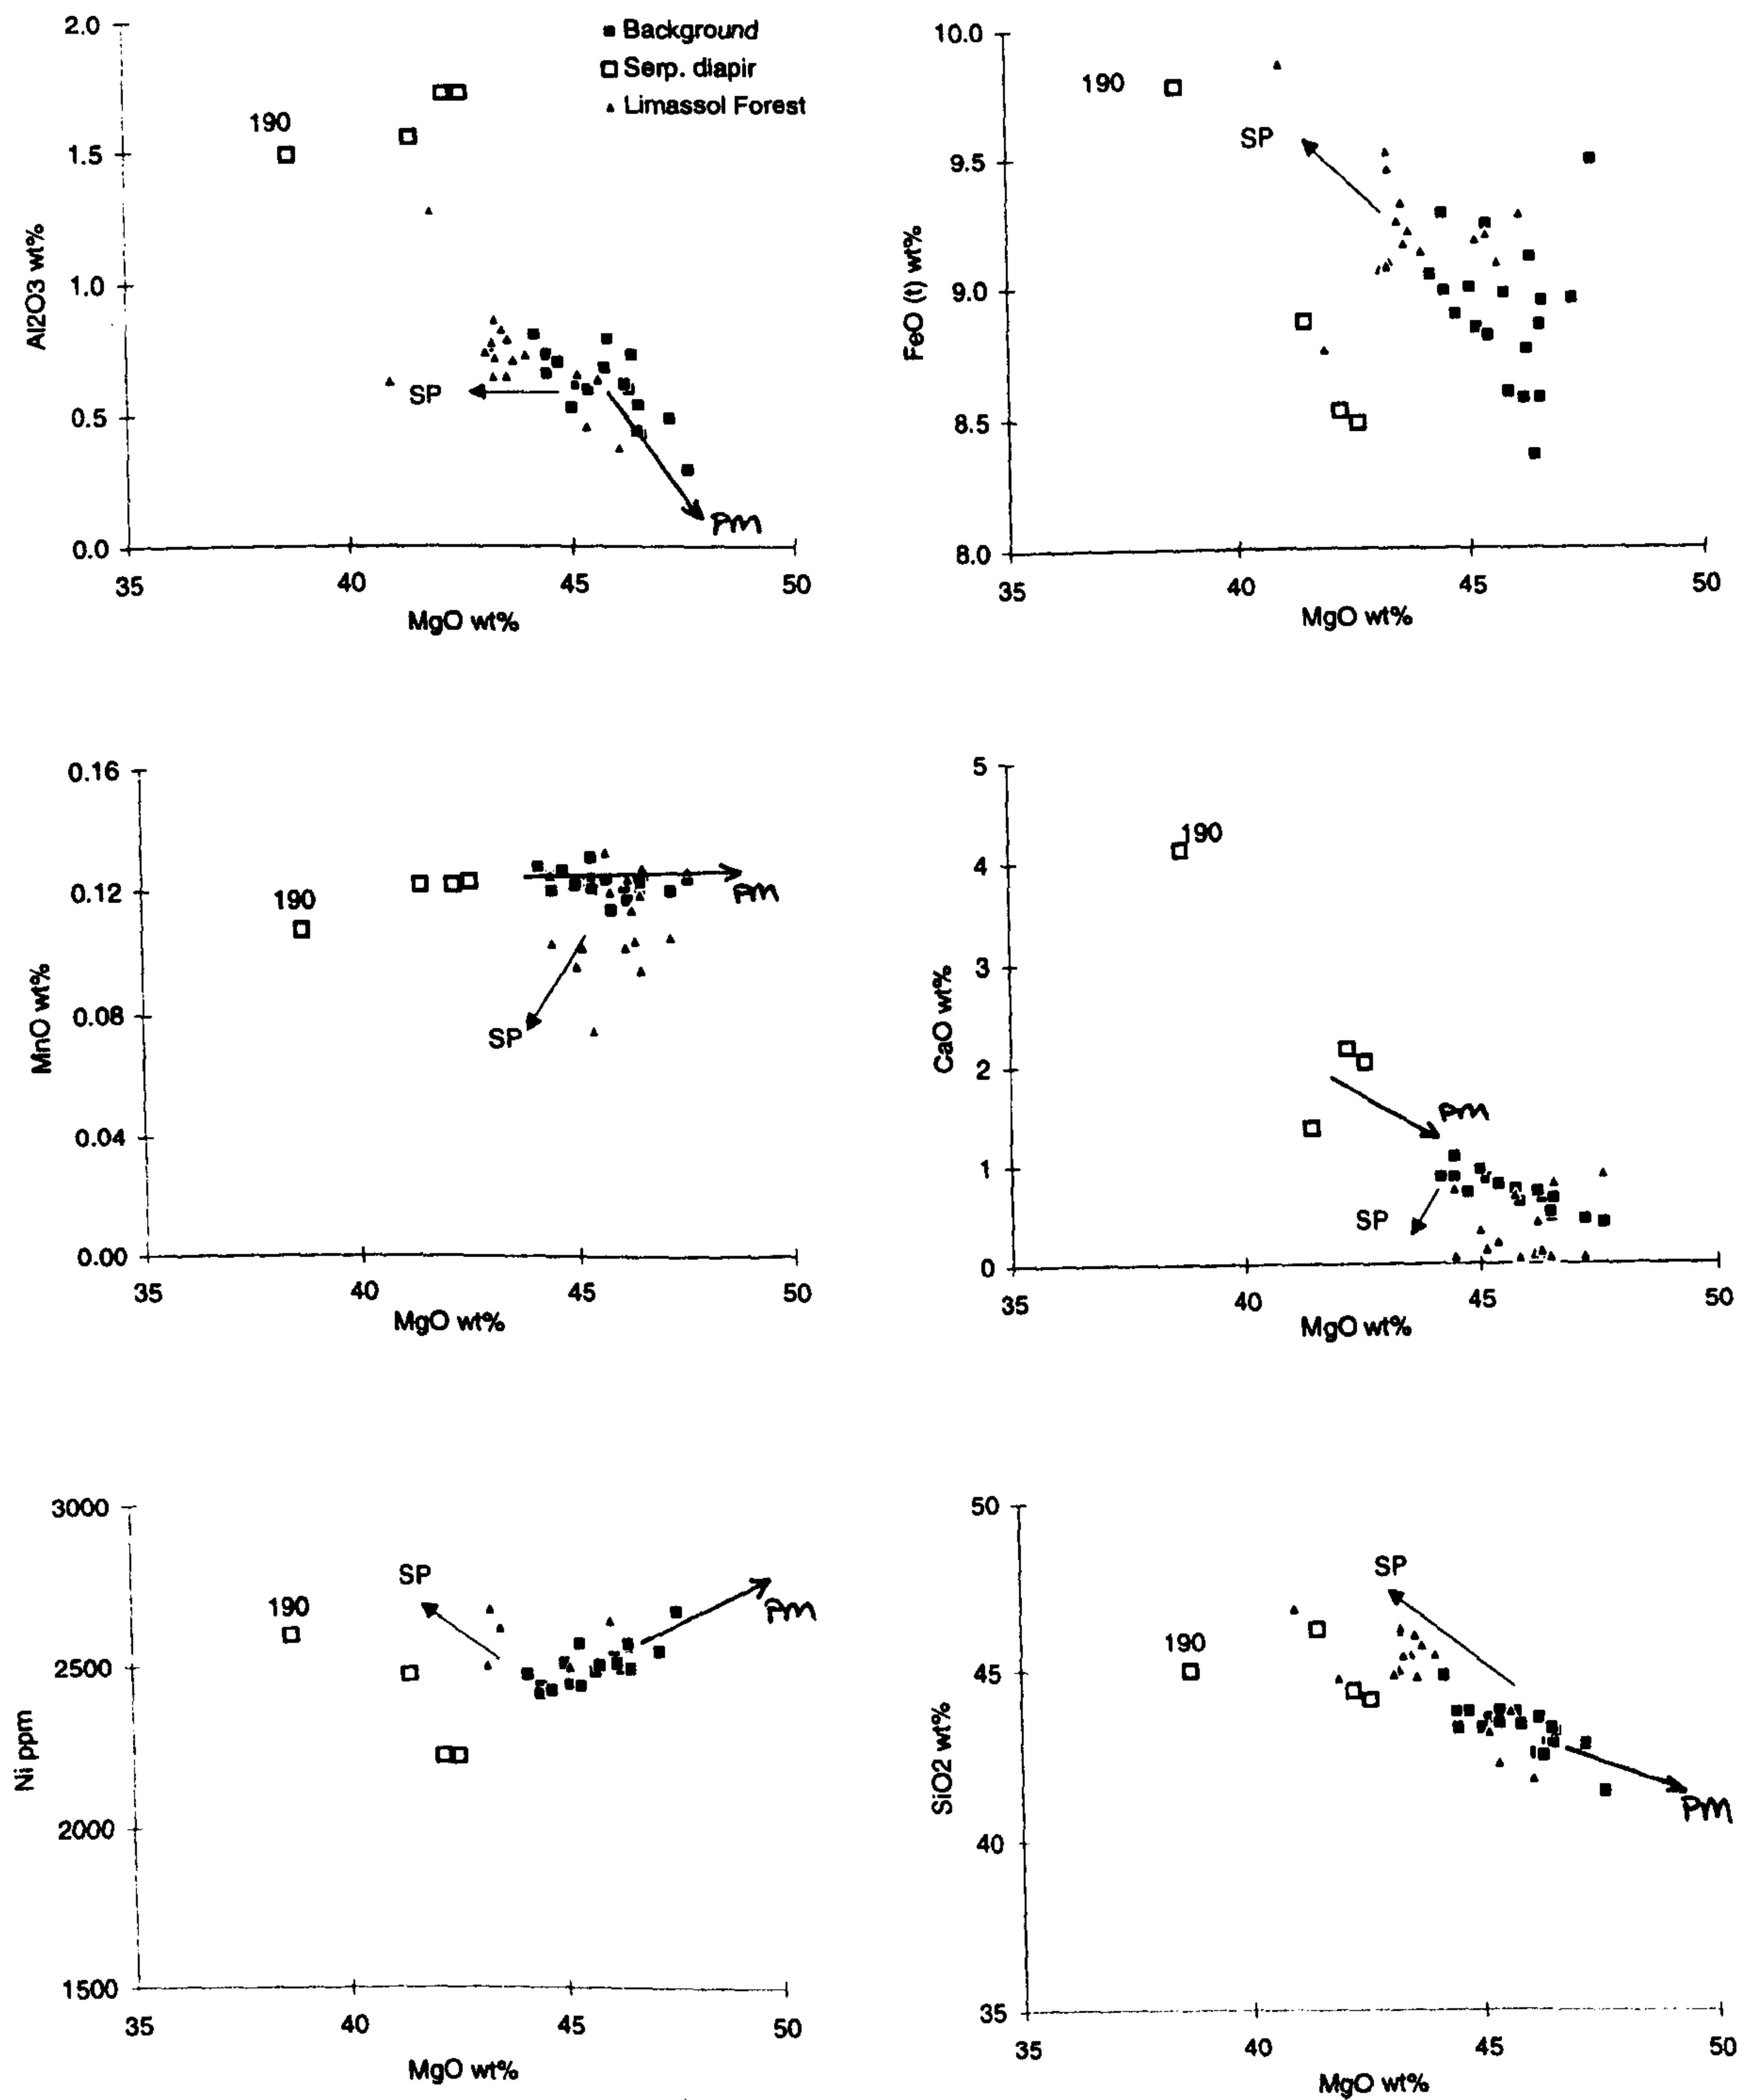 2.0
■ Background
□ Serp. diapir
▲ Limassol Forest
190
1.5
Al2O3 wt%
1.0
SP
0.5
PM
0.0
35 40 45 50
MgO wt%
10.0
190
SP
9.5
FeO (t) wt%
9.0
8.5
8.0
35 40 45 50
MgO wt%
0.16
0.12
190
PM
MnO wt%
0.08
SP
0.04
0.00
35 40 45 50
MgO wt%
5
190
4
3
CaO wt%
2
PM
1
SP
0
35 40 45 50
MgO wt%
3000
SP
190
PM
2500
Ni ppm
2000
1500
35 40 45 50
MgO wt%
50
SP
190
45
SiO2 wt%
PM
40
35
35 40 45 50
MgO wt%